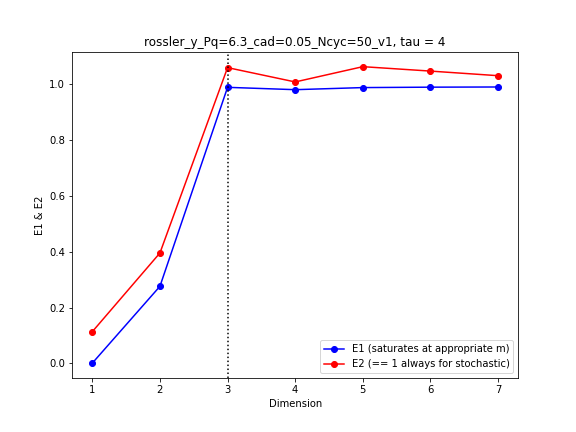 rossler_y_Pq=6.3_cad=0.05_Ncyc=50_v1, tau = 4
E1 & E2
1.0
0.8
0.6
0.4
0.2
0.0
E1 (saturates at appropriate m)
E2 (== 1 always for stochastic)
1 2 3 4 5 6 7
Dimension